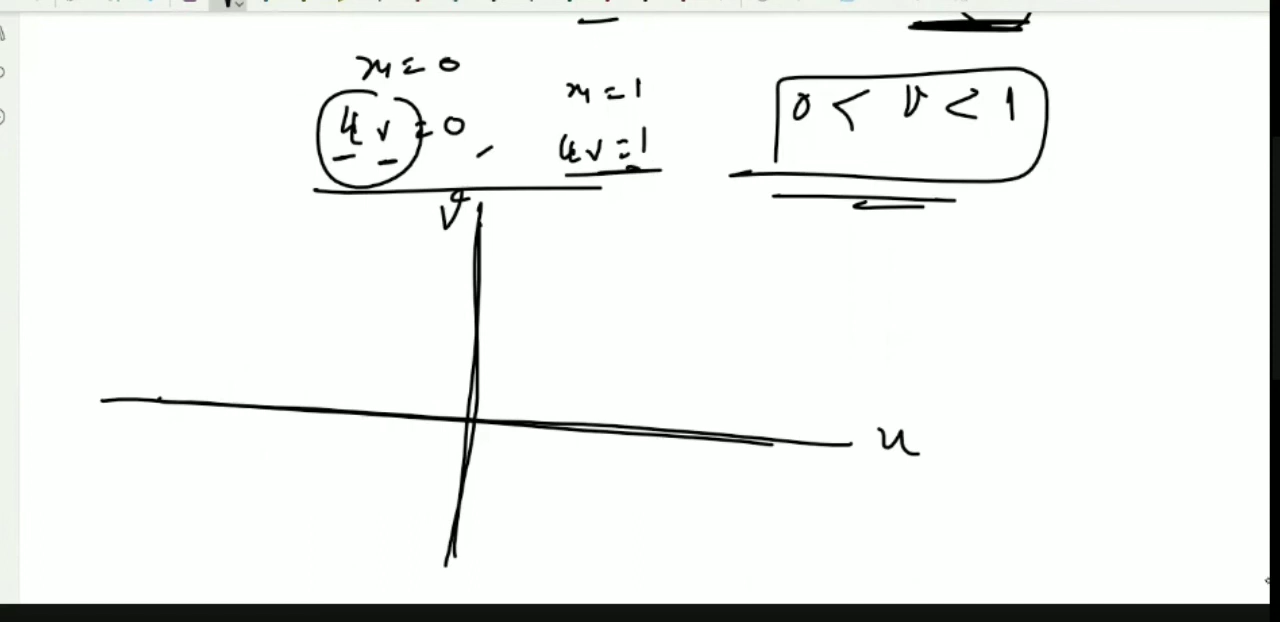 x = 0
uv = 0,
x = 1
uv = 1
0 < v < 1
v
u